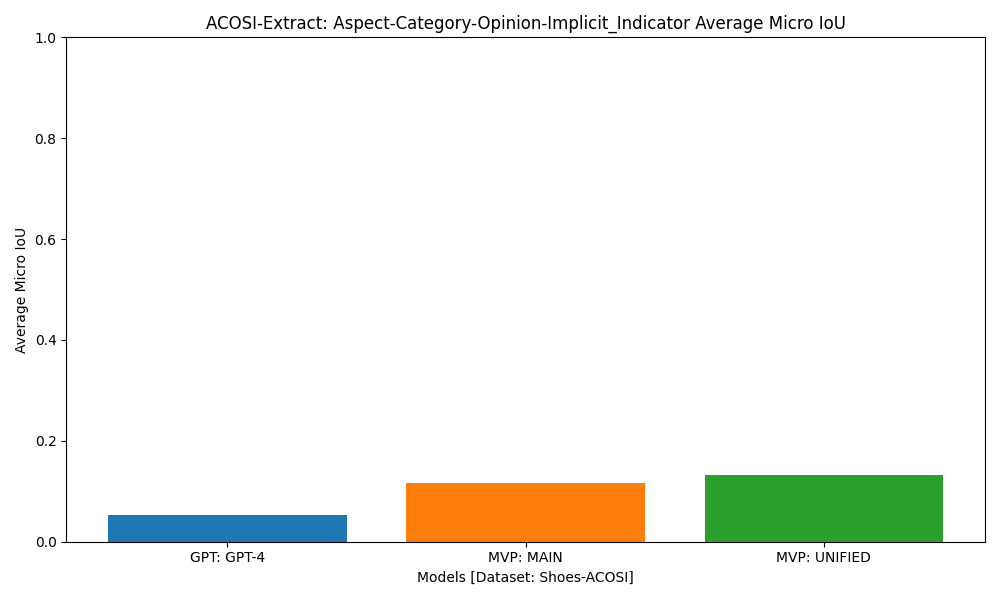 ACOSI-Extract: Aspect-Category-Opinion-Implicit_Indicator Average Micro IoU
1.0
0.8
0.6
0.4
0.2
0.0
Average Micro IoU
GPT: GPT-4
MVP: MAIN
MVP: UNIFIED
Models [Dataset: Shoes-ACOSI]